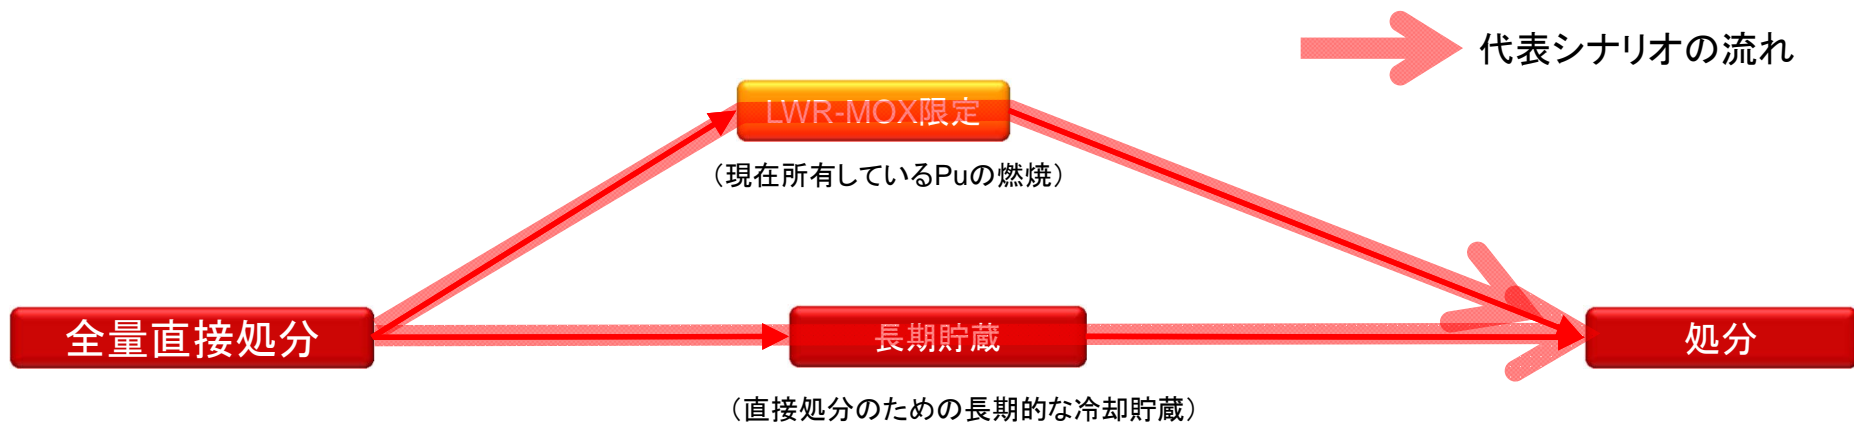 代表シナリオの流れ
LWR-MOX限定
（現在所有しているPuの燃焼）
全量直接処分
長期貯蔵
処分
（直接処分のための長期的な冷却貯蔵）